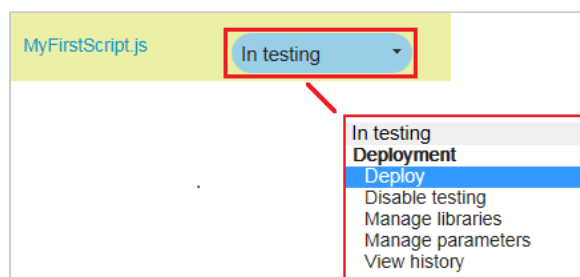 MyFirstScript.js
In testing
In testing
Deployment
Deploy
Disable testing
Manage libraries
Manage parameters
View history